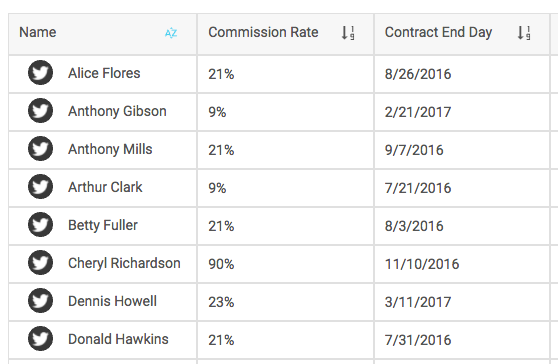 Name Commission Rate Contract End Day
Alice Flores 21% 8/26/2016
Anthony Gibson 9% 2/21/2017
Anthony Mills 21% 9/7/2016
Arthur Clark 9% 7/21/2016
Betty Fuller 21% 8/3/2016
Cheryl Richardson 90% 11/10/2016
Dennis Howell 23% 3/11/2017
Donald Hawkins 21% 7/31/2016